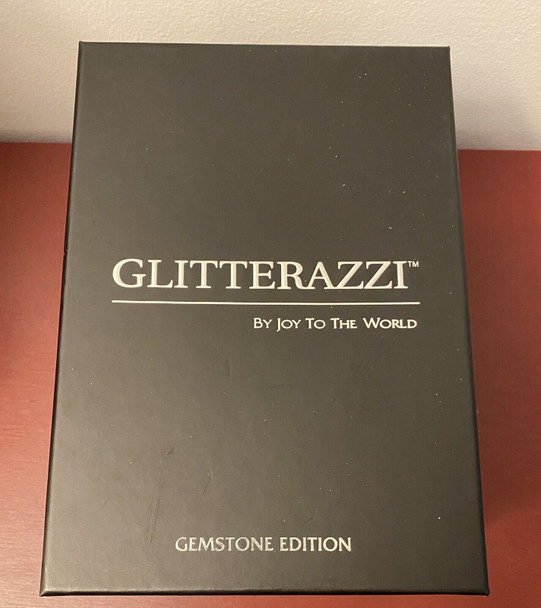 GLITTERAZZI™
BY JOY TO THE WORLD
GEMSTONE EDITION